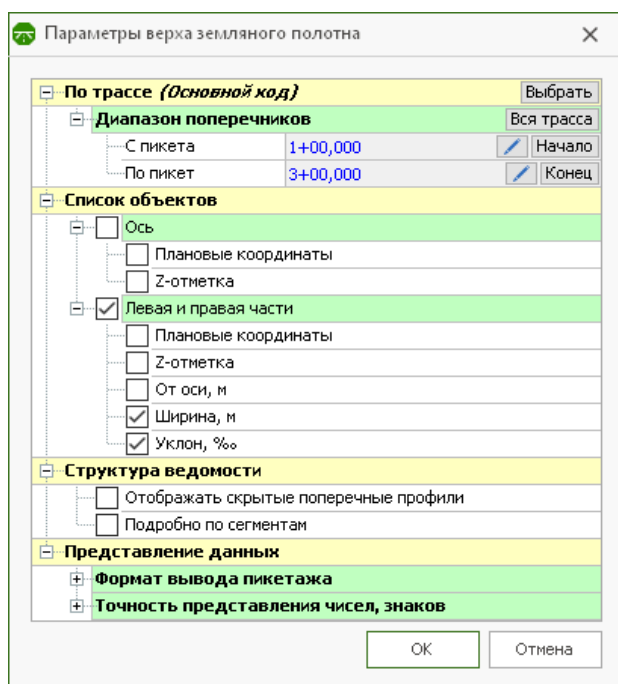 Параметры верха земляного полотна
По трассе {Основной ход} Выбрать
Диапазон поперечников Вся трасса
С пикета 1+00,000 Начало
По пикет 3+00,000 Конец
Список объектов
Ось
Плановые координаты
Z-отметка
Левая и правая части
Плановые координаты
Z-отметка
От оси, м
Ширина, м
Уклон, ‰
Структура ведомости
Отображать скрытые поперечные профили
Подробно по сегментам
Представление данных
Формат вывода пикетажа
Точность представления чисел, знаков
ОК Отмена